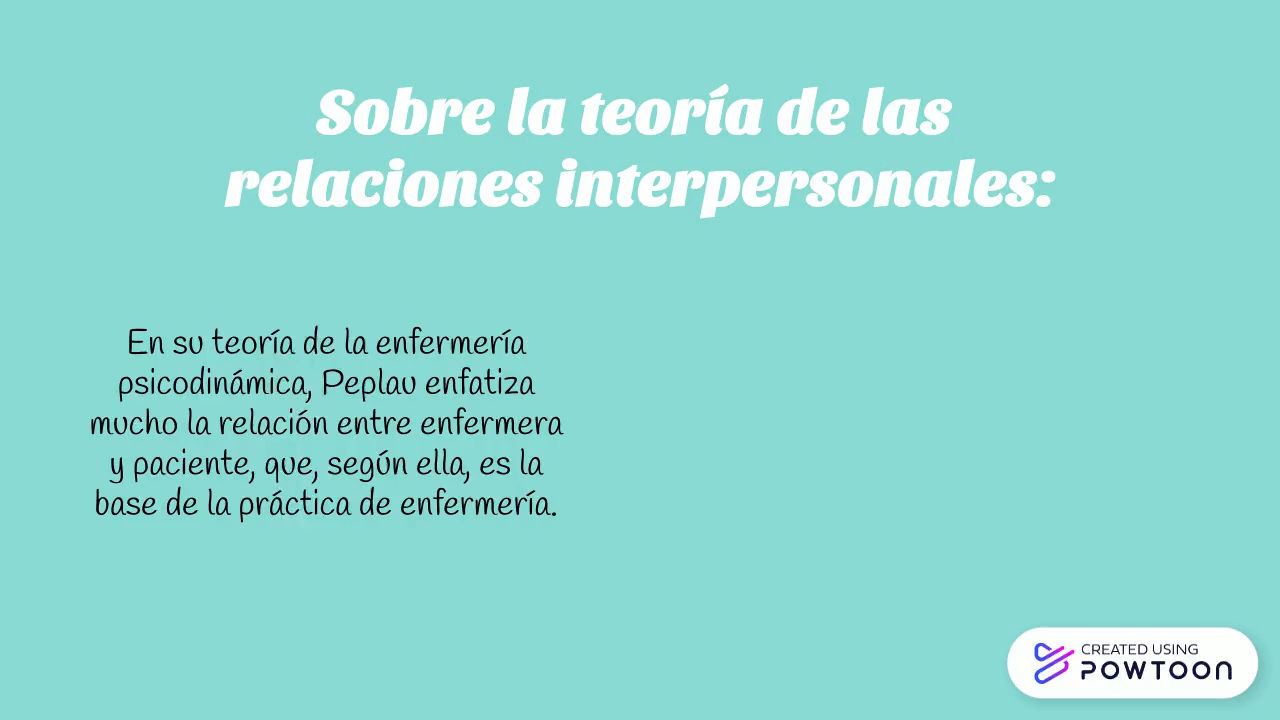 Sobre la teoría de las
relaciones interpersonales:
En su teoría de la enfermería
psicodinámica, Peplau enfatiza
mucho la relación entre enfermera
y paciente, que, según ella, es la
base de la práctica de enfermería.
CREATED USING
POWTOON